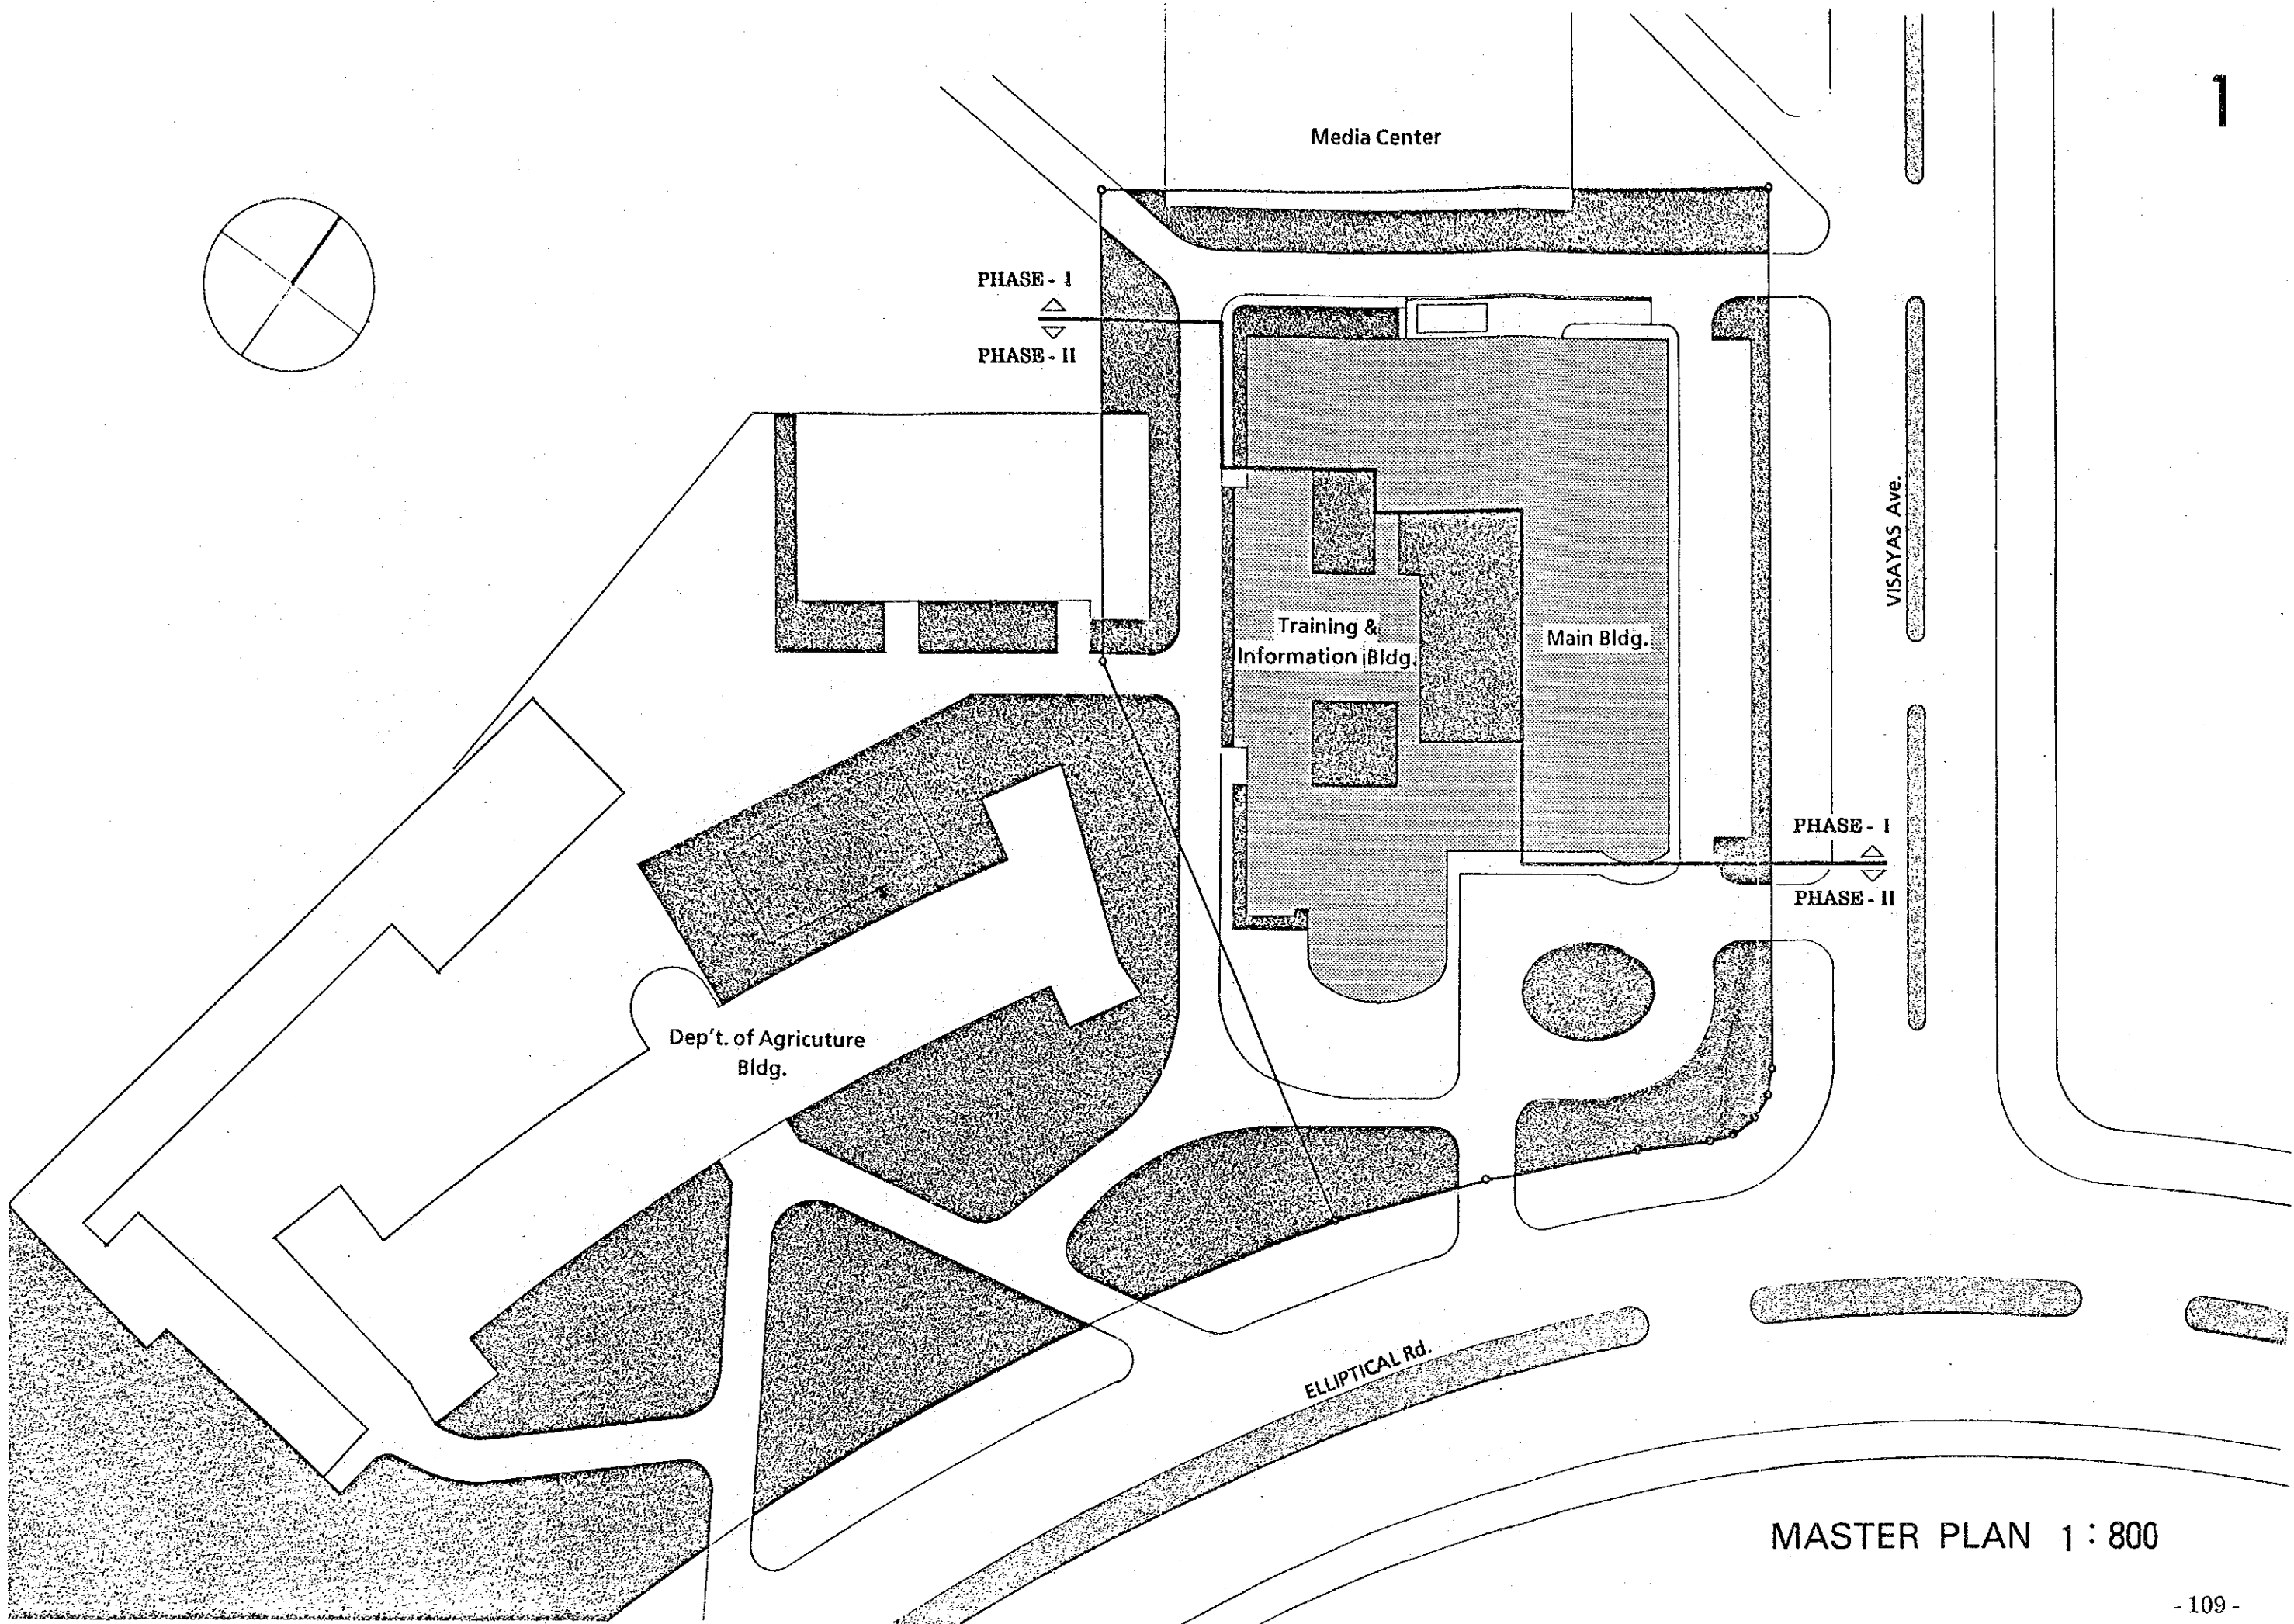 1
Media Center
PHASE - I
PHASE - II
VISAYAS Ave.
Training &
Information Bldg.
Main Bldg.
PHASE - I
PHASE - II
Dep't. of Agricuture
Bldg.
ELLIPTICAL Rd.
MASTER PLAN 1 : 800
- 109 -